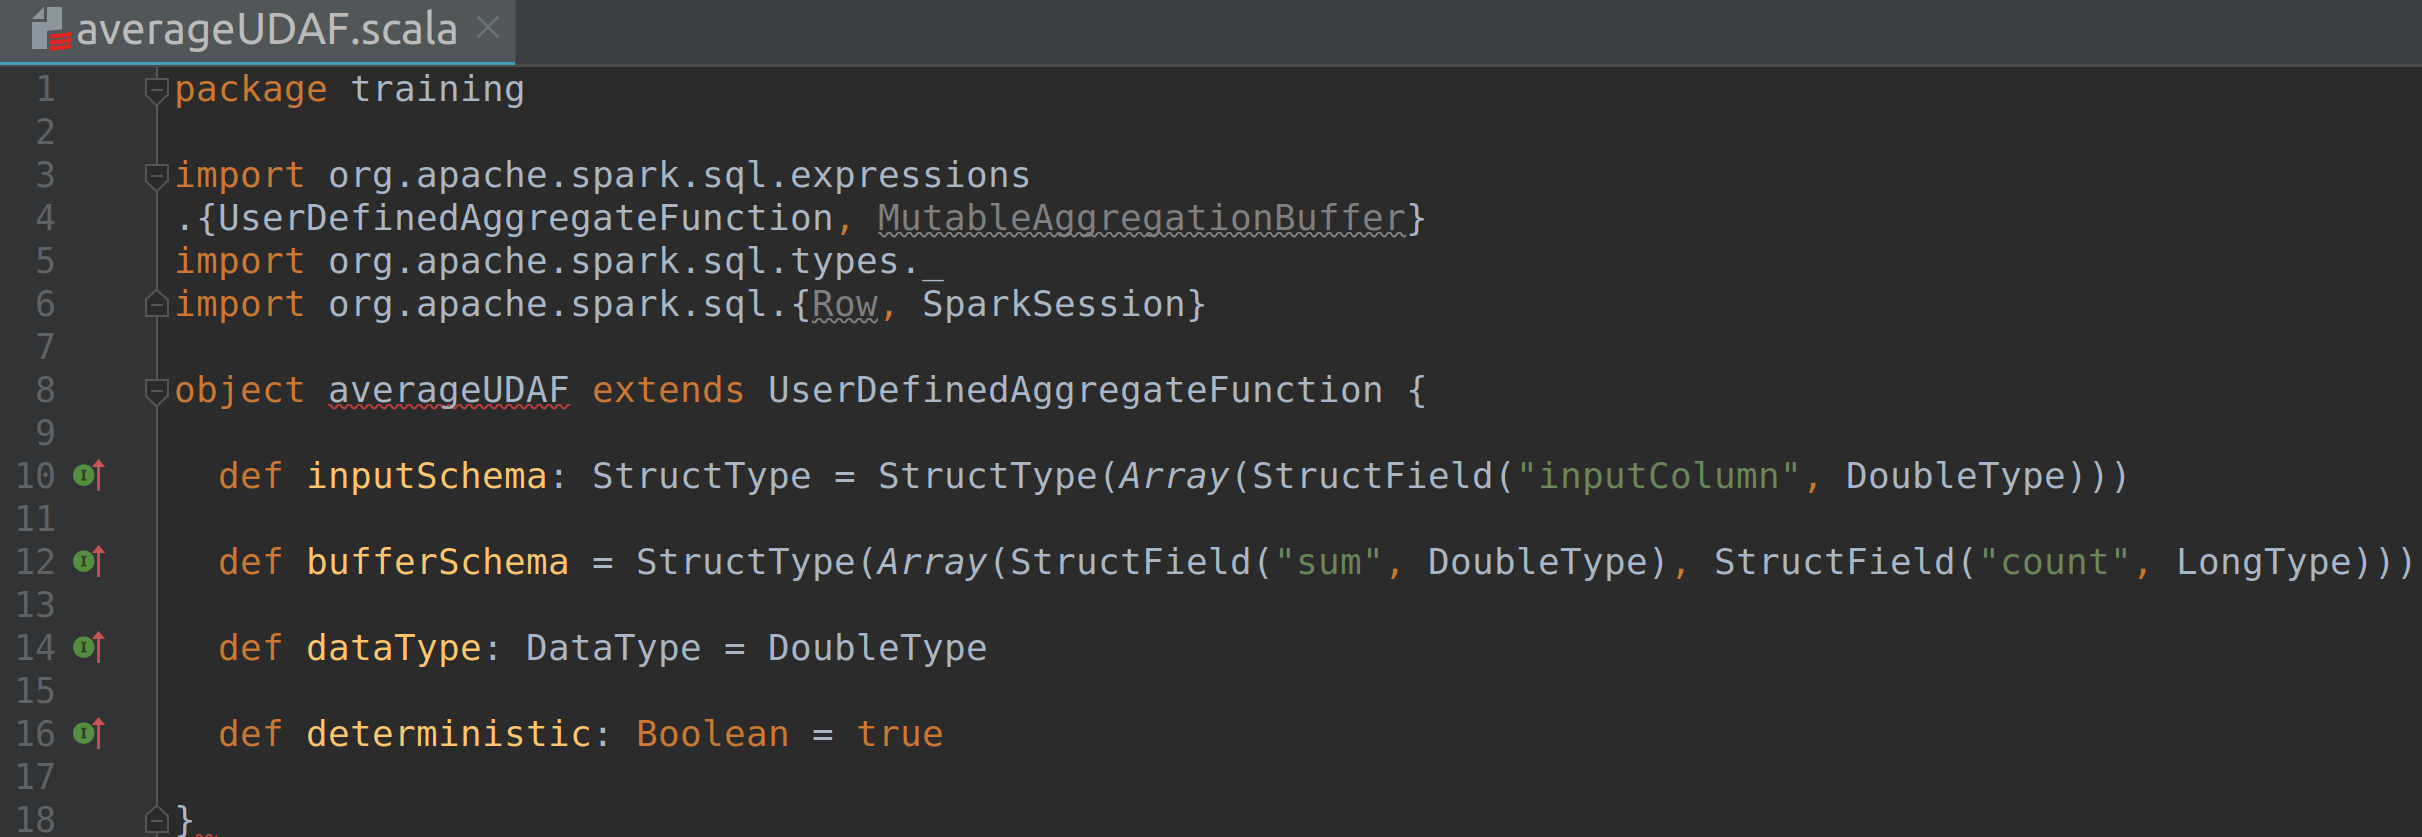 averageUDAF.scala
1 package training
2
3 import org.apache.spark.sql.expressions
4 .{UserDefinedAggregateFunction, MutableAggregationBuffer}
5 import org.apache.spark.sql.types._
6 import org.apache.spark.sql.{Row, SparkSession}
7
8 object averageUDAF extends UserDefinedAggregateFunction {
9
10   def inputSchema: StructType = StructType(Array(StructField("inputColumn", DoubleType)))
11
12   def bufferSchema = StructType(Array(StructField("sum", DoubleType), StructField("count", LongType)))
13
14   def dataType: DataType = DoubleType
15
16   def deterministic: Boolean = true
17
18 }